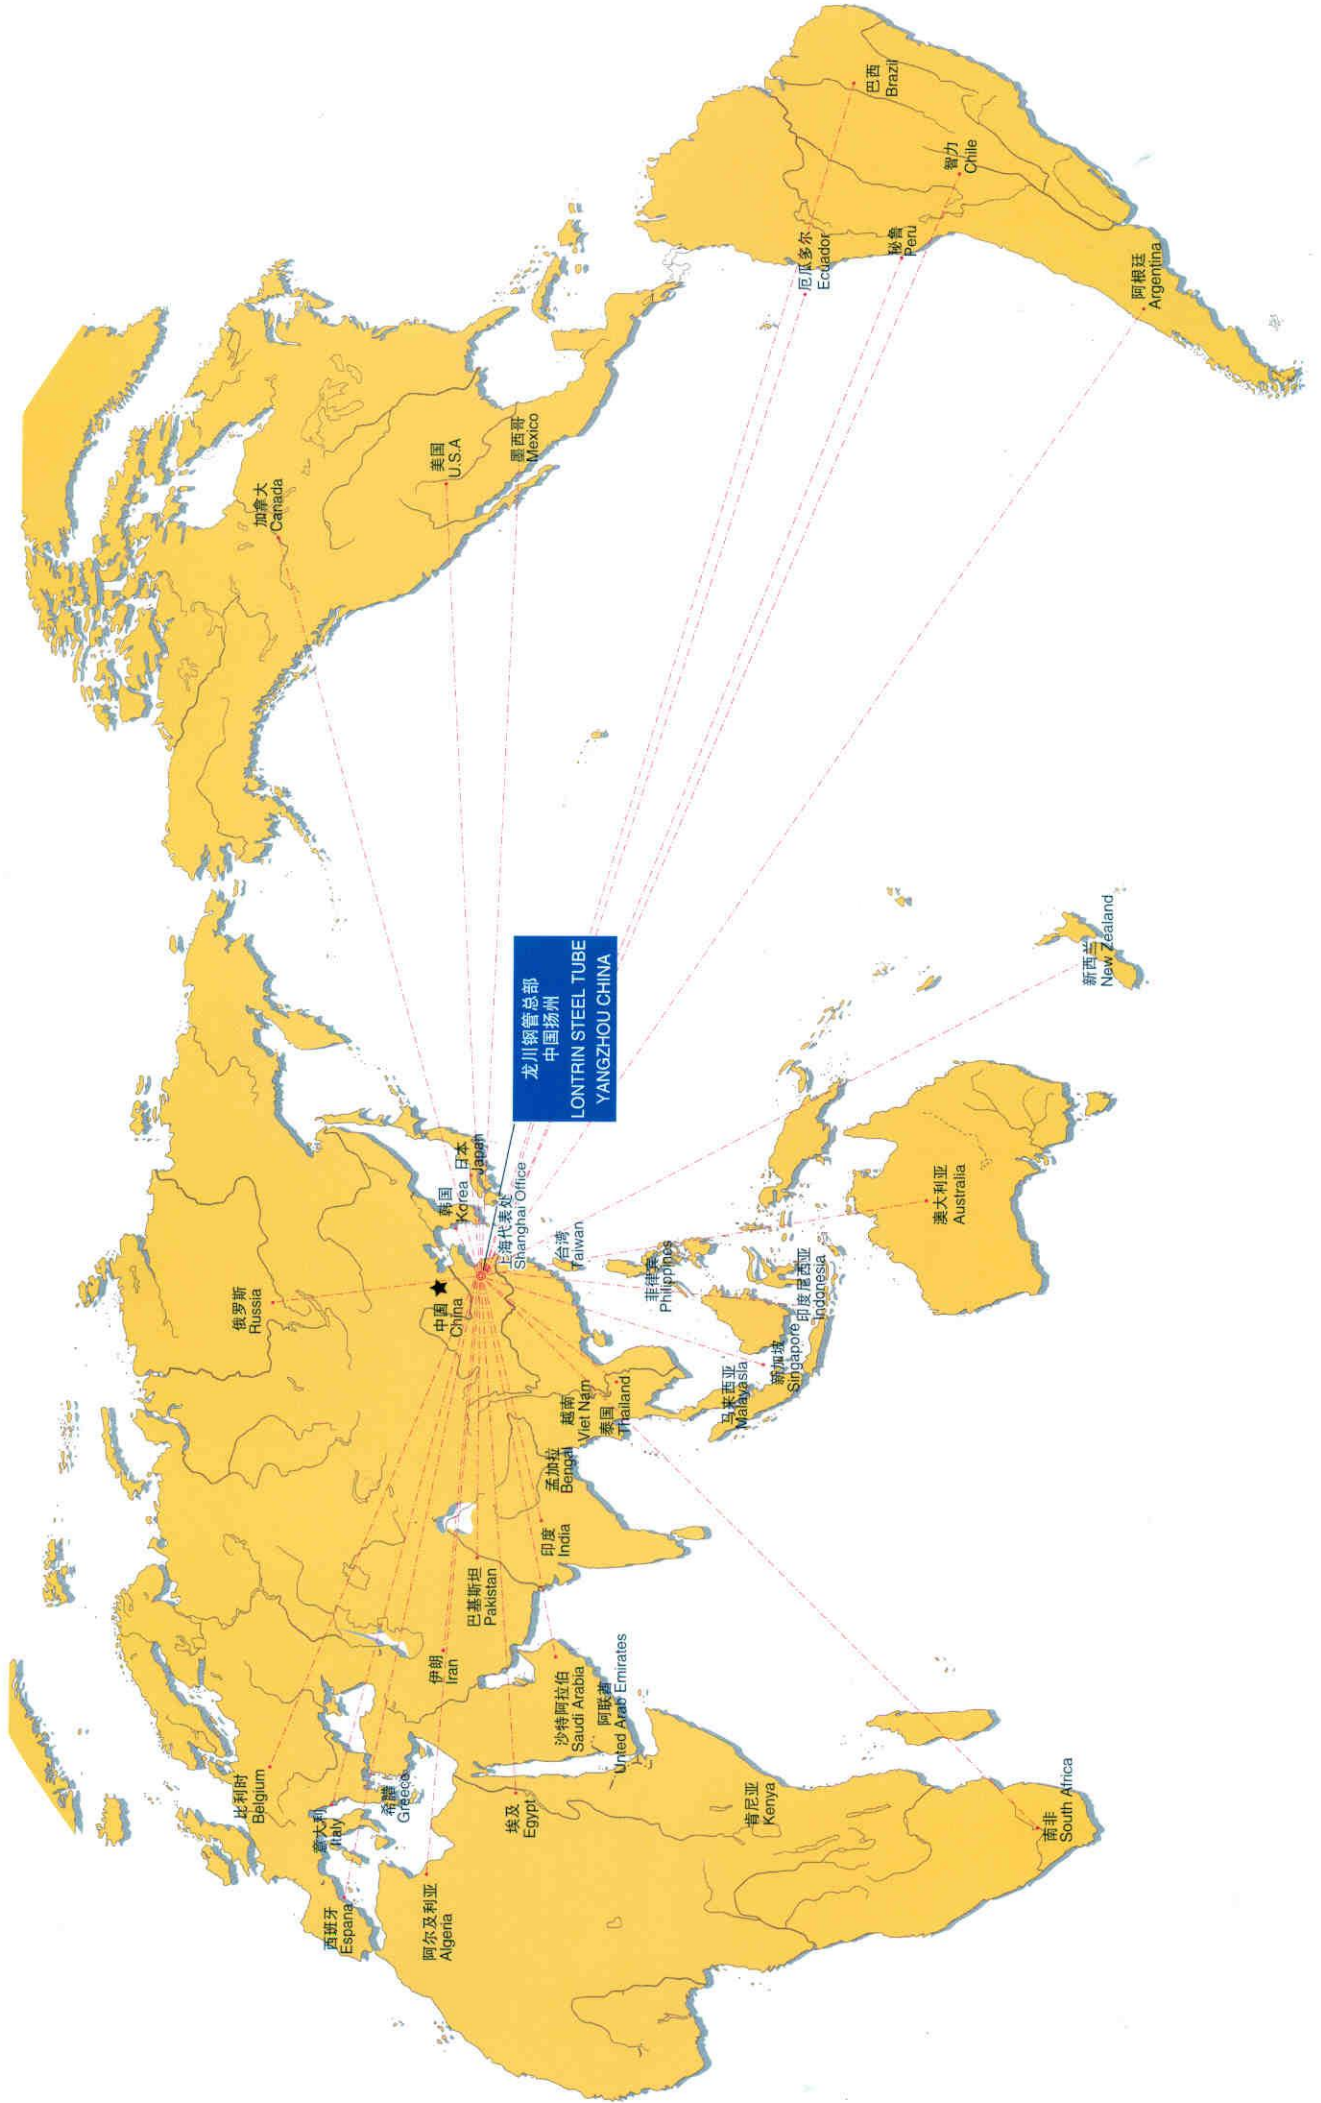 俄罗斯
Russia
比利时
Belgium
意大利
Italy
西班牙
Espana
希腊
Greece
阿尔及利亚
Algeria
埃及
Egypt
伊朗
Iran
巴基斯坦
Pakistan
沙特阿拉伯
Saudi Arabia
阿联酋
Unted Arab Emirates
肯尼亚
Kenya
南非
South Africa
印度
India
孟加拉
Bengal
越南
Viet Nam
泰国
Thailand
中国
China
韩国
Korea
日本
Japan
上海代表处
Shanghai Office
龙川钢管总部
中国扬州
LONTRIN STEEL TUBE
YANGZHOU CHINA
台湾
Taiwan
菲律宾
Philippines
马来西亚
Malayasia
新加坡
Singapore
印度尼西亚
Indonesia
澳大利亚
Australia
新西兰
New Zealand
加拿大
Canada
美国
U.S.A
墨西哥
Mexico
厄瓜多尔
Ecuador
巴西
Brazil
秘鲁
Peru
智力
Chile
阿根廷
Argentina